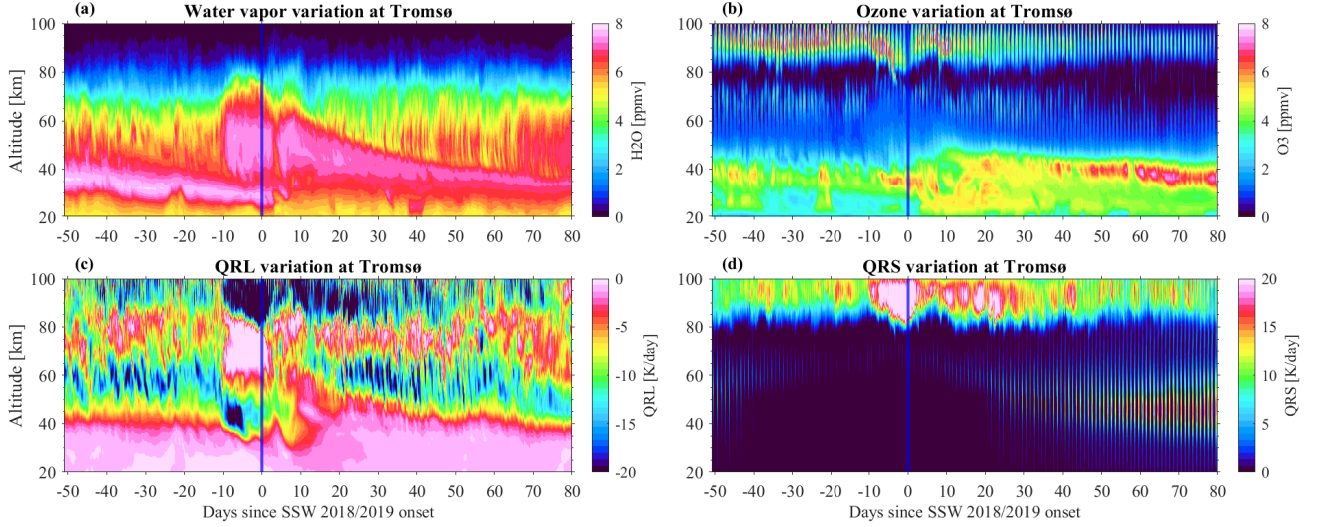 (a) Water vapor variation at Tromsø
100
80
60
40
20
Altitude [km]
-50 -40 -30 -20 -10 0 10 20 30 40 50 60 70 80
8
6
4
2
0
H2O [ppmv]
(b) Ozone variation at Tromsø
100
80
60
40
20
-50 -40 -30 -20 -10 0 10 20 30 40 50 60 70 80
8
6
4
2
0
O3 [ppmv]
(c) QRL variation at Tromsø
100
80
60
40
20
Altitude [km]
-50 -40 -30 -20 -10 0 10 20 30 40 50 60 70 80
Days since SSW 2018/2019 onset
0
-5
-10
-15
-20
QRL [K/day]
(d) QRS variation at Tromsø
100
80
60
40
20
-50 -40 -30 -20 -10 0 10 20 30 40 50 60 70 80
Days since SSW 2018/2019 onset
20
15
10
5
0
QRS [K/day]